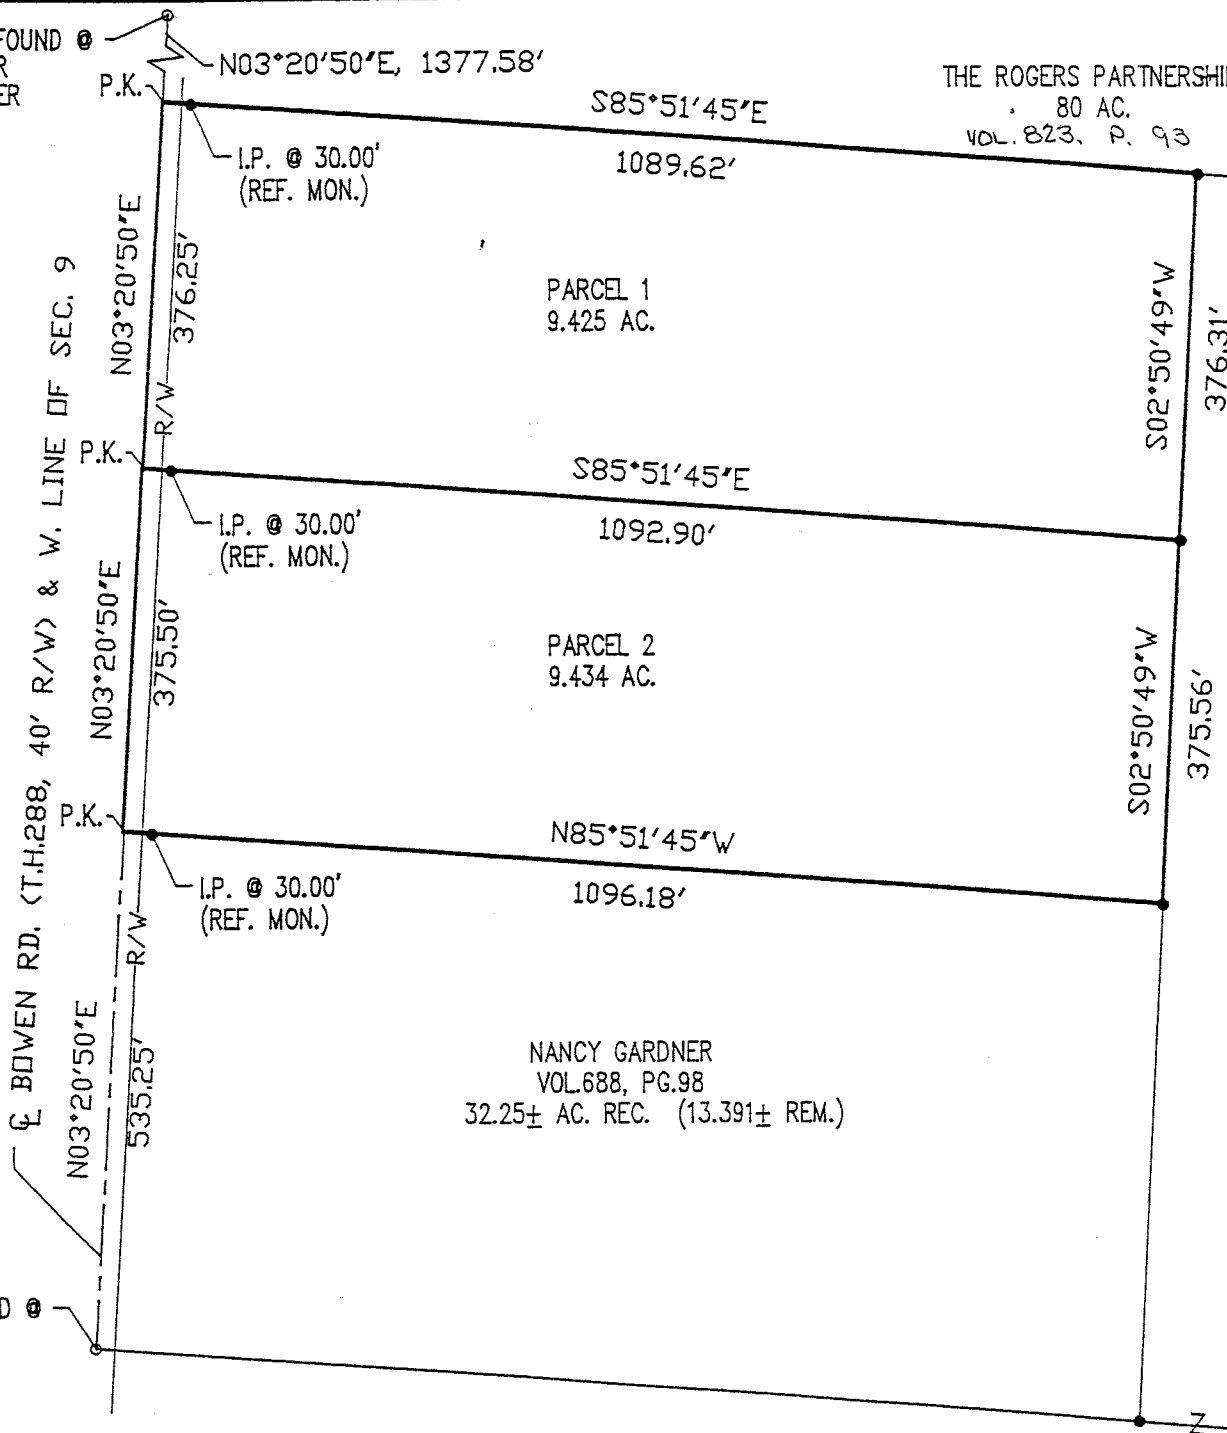 FOUND @
R
ER
N03°20'50"E, 1377.58'
P.K.
S85°51'45"E
1089.62'
THE ROGERS PARTNERSHIP
80 AC.
VOL. 823, P. 93
I.P. @ 30.00'
(REF. MON.)
N03°20'50"E
376.25'
R/W
PARCEL 1
9.425 AC.
S02°50'49"W
376.31'
P.K.
S85°51'45"E
1092.90'
I.P. @ 30.00'
(REF. MON.)
N03°20'50"E
375.50'
PARCEL 2
9.434 AC.
S02°50'49"W
375.56'
P.K.
N85°51'45"W
1096.18'
I.P. @ 30.00'
(REF. MON.)
R/W
℄ BOWEN RD. (T.H.288, 40' R/W) & W. LINE OF SEC. 9
N03°20'50"E
535.25'
NANCY GARDNER
VOL.688, PG.98
32.25± AC. REC. (13.391± REM.)
D @
Z